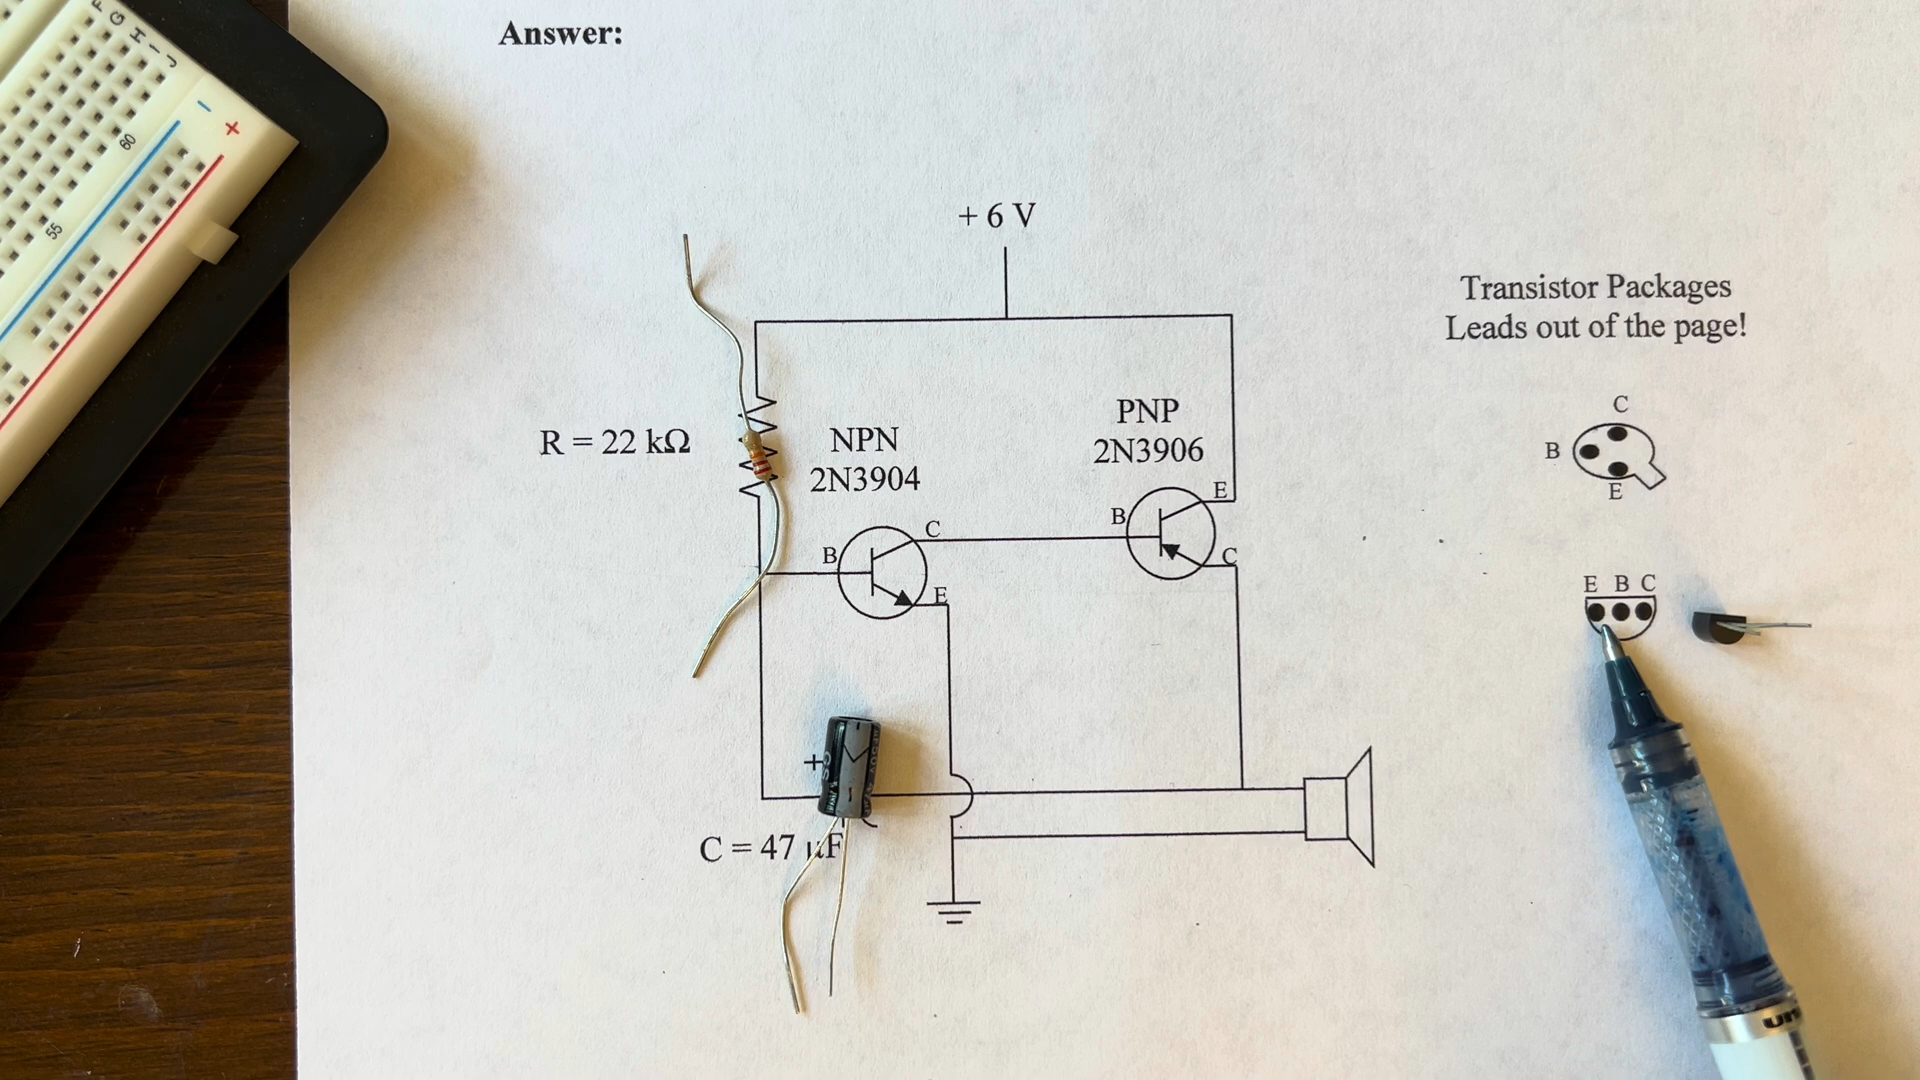 F
G
H
I
J
60
55
−
+
Answer:
+ 6 V
Transistor Packages
Leads out of the page!
C
B
E
R = 22 kΩ
NPN
2N3904
PNP
2N3906
B
C
E
B
E
C
E B C
+
C = 47 µF